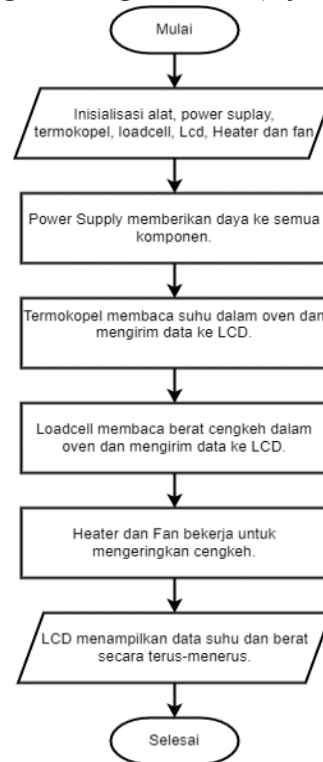 Mulai
Inisialisasi alat, power suplay,
termokopel, loadcell, Lcd, Heater dan fan
Power Supply memberikan daya ke semua
komponen.
Termokopel membaca suhu dalam oven dan
mengirim data ke LCD.
Loadcell membaca berat cengkeh dalam
oven dan mengirim data ke LCD.
Heater dan Fan bekerja untuk
mengeringkan cengkeh.
LCD menampilkan data suhu dan berat
secara terus-menerus.
Selesai